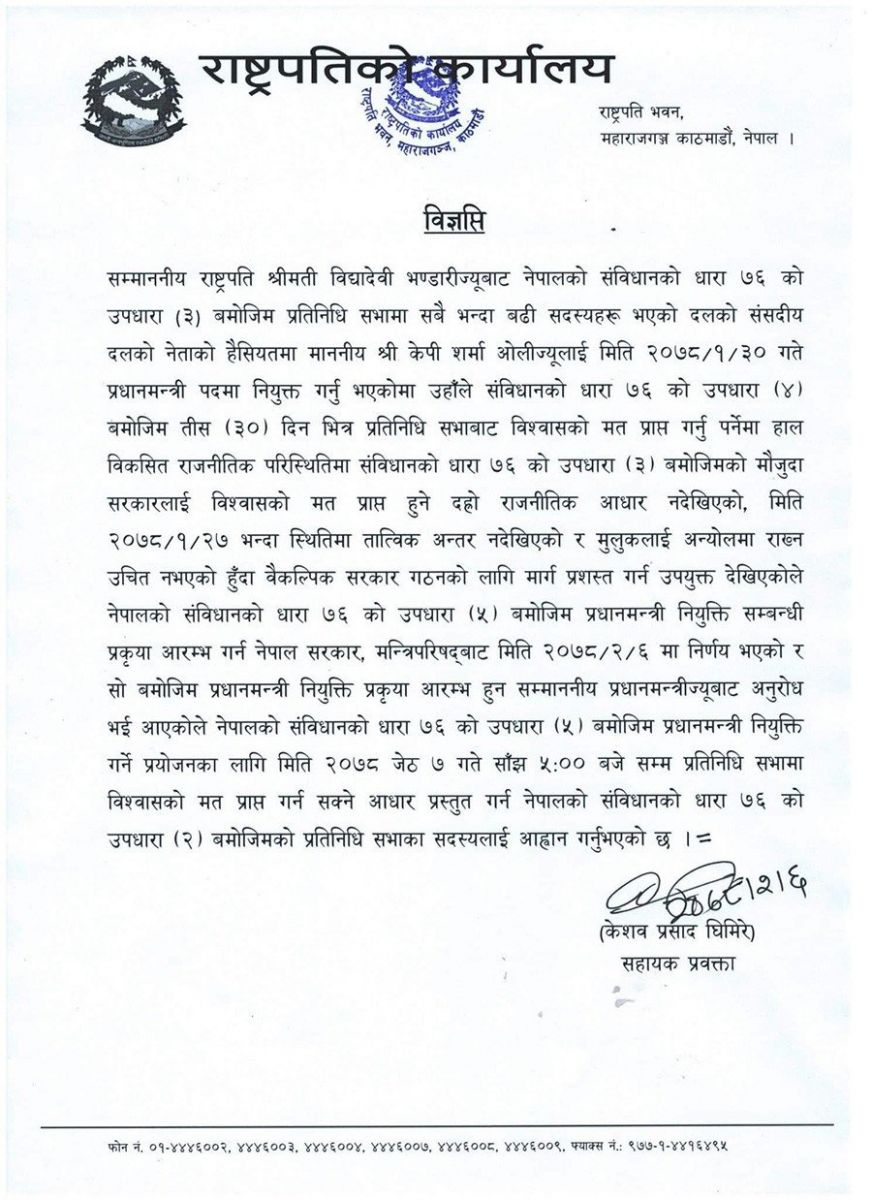 राष्ट्रपतिको कार्यालय
राष्ट्रपतिको कार्यालय
राष्ट्रपति भवन, महाराजगञ्ज, काठमाडौं
राष्ट्रपति भवन,
महाराजगञ्ज काठमाडौं, नेपाल ।
विज्ञप्ति
सम्माननीय राष्ट्रपति श्रीमती विद्यादेवी भण्डारीज्यूबाट नेपालको संविधानको धारा ७६ को
उपधारा (३) बमोजिम प्रतिनिधि सभामा सबै भन्दा बढी सदस्यहरू भएको दलको संसदीय
दलको नेताको हैसियतमा माननीय श्री केपी शर्मा ओलीज्यूलाई मिति २०७८/१/३० गते
प्रधानमन्त्री पदमा नियुक्त गर्नु भएकोमा उहाँले संविधानको धारा ७६ को उपधारा (४)
बमोजिम तीस (३०) दिन भित्र प्रतिनिधि सभाबाट विश्वासको मत प्राप्त गर्नु पर्नेमा हाल
विकसित राजनीतिक परिस्थितिमा संविधानको धारा ७६ को उपधारा (३) बमोजिमको मौजुदा
सरकारलाई विश्वासको मत प्राप्त हुने दह्रो राजनीतिक आधार नदेखिएको, मिति
२०७८/१/२७ भन्दा स्थितिमा तात्विक अन्तर नदेखिएको र मुलुकलाई अन्योलमा राख्न
उचित नभएको हुँदा वैकल्पिक सरकार गठनको लागि मार्ग प्रशस्त गर्न उपयुक्त देखिएकोले
नेपालको संविधानको धारा ७६ को उपधारा (५) बमोजिम प्रधानमन्त्री नियुक्ति सम्बन्धी
प्रकृया आरम्भ गर्न नेपाल सरकार, मन्त्रिपरिषद्बाट मिति २०७८/२/६ मा निर्णय भएको र
सो बमोजिम प्रधानमन्त्री नियुक्ति प्रकृया आरम्भ हुन सम्माननीय प्रधानमन्त्रीज्यूबाट अनुरोध
भई आएकोले नेपालको संविधानको धारा ७६ को उपधारा (५) बमोजिम प्रधानमन्त्री नियुक्ति
गर्ने प्रयोजनका लागि मिति २०७८ जेठ ७ गते साँझ ५:०० बजे सम्म प्रतिनिधि सभामा
विश्वासको मत प्राप्त गर्न सक्ने आधार प्रस्तुत गर्न नेपालको संविधानको धारा ७६ को
उपधारा (२) बमोजिमको प्रतिनिधि सभाका सदस्यलाई आह्वान गर्नुभएको छ ।=
२०७८।२।६
(केशव प्रसाद घिमिरे)
सहायक प्रवक्ता
फोन नं. ०१-४४४६००२, ४४४६००३, ४४४६००४, ४४४६००७, ४४४६००८, ४४४६००९, फ्याक्स नं.: ९७७-१-४४१६४९५